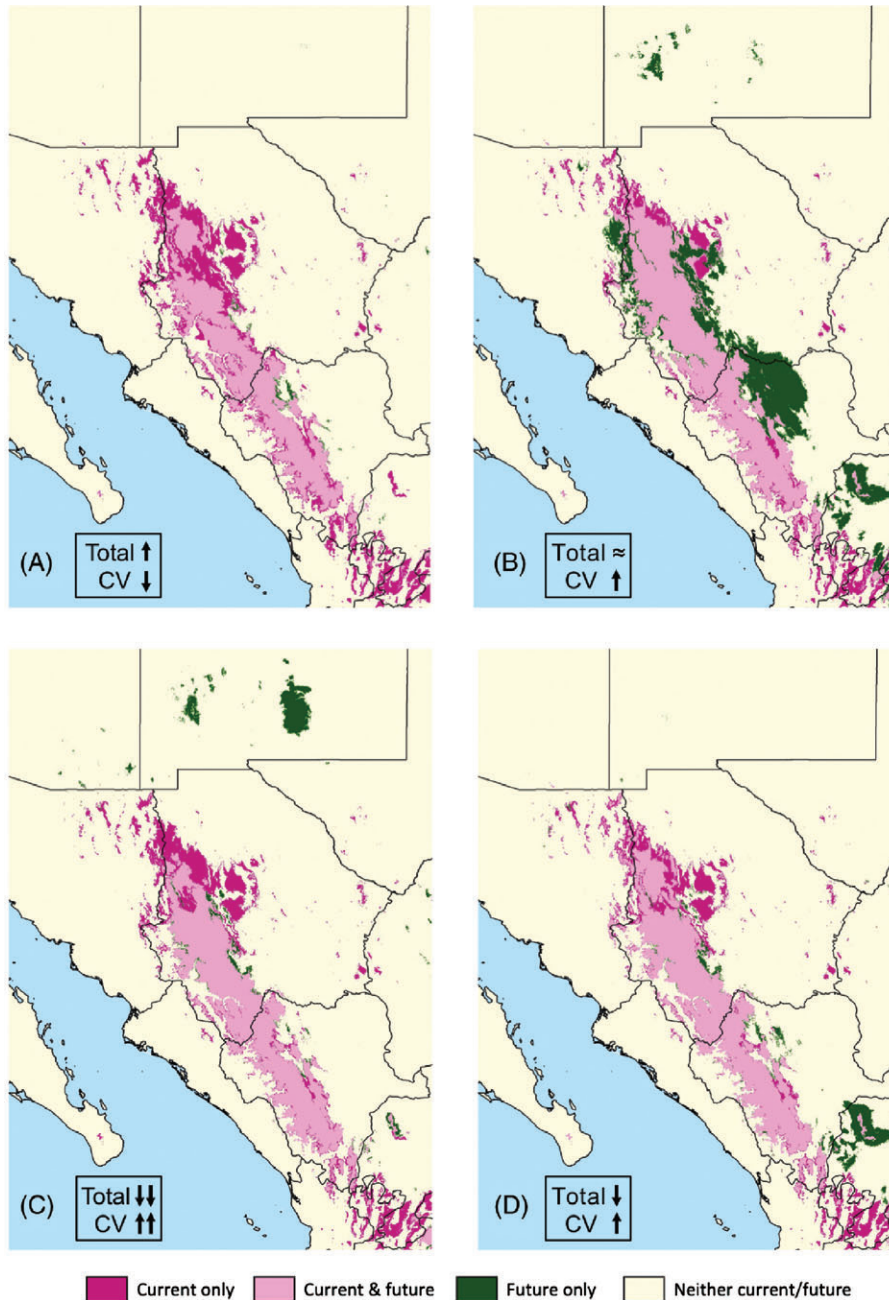 (A)
Total ↑
CV ↓
(B)
Total ≈
CV ↑
(C)
Total ↓↓
CV ↑↑
(D)
Total ↓
CV ↑
Current only Current & future Future only Neither current/future